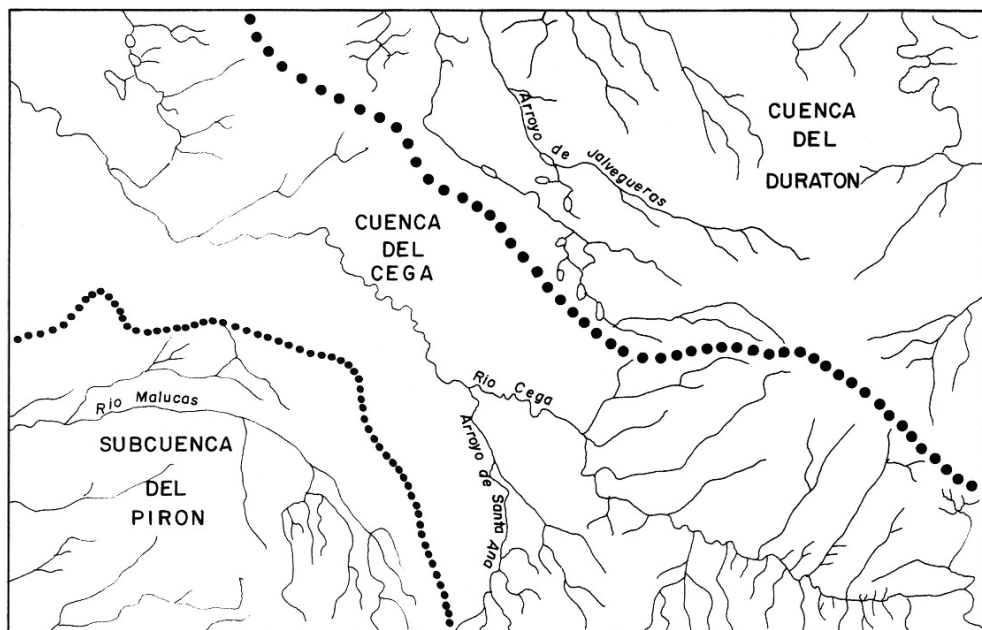 CUENCA
DEL
DURATON
Arroyo de Jalvegueras
CUENCA
DEL
CEGA
Rio Cega
Rio Malucas
Arroyo de Santa Ana
SUBCUENCA
DEL
PIRON